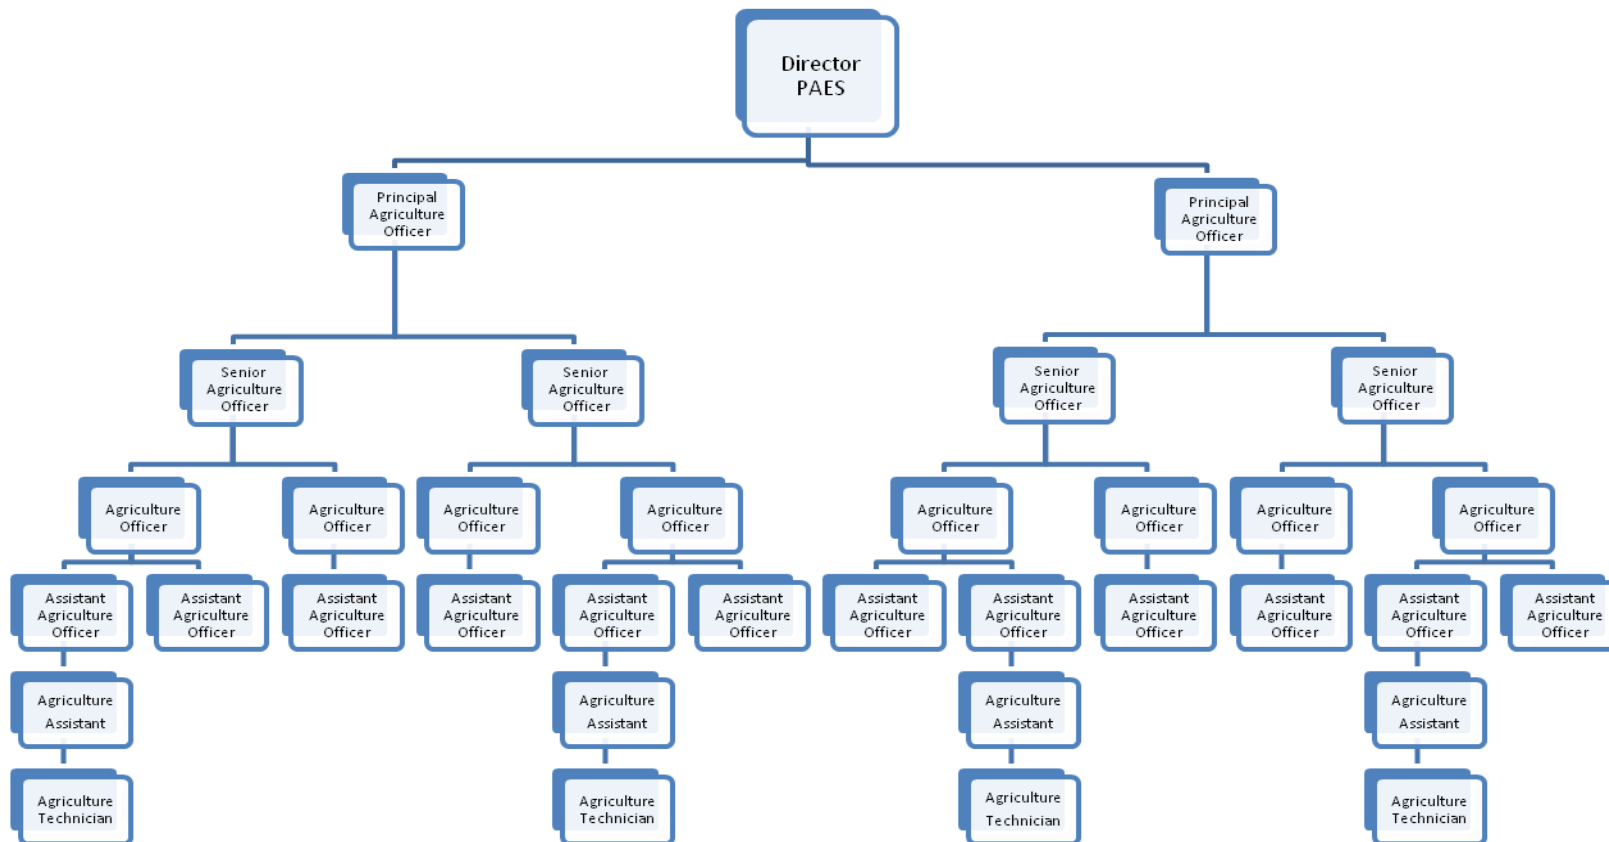 Director
PAES
Principal
Agriculture
Officer
Principal
Agriculture
Officer
Senior
Agriculture
Officer
Senior
Agriculture
Officer
Senior
Agriculture
Officer
Senior
Agriculture
Officer
Agriculture
Officer
Agriculture
Officer
Agriculture
Officer
Agriculture
Officer
Agriculture
Officer
Agriculture
Officer
Agriculture
Officer
Agriculture
Officer
Assistant
Agriculture
Officer
Assistant
Agriculture
Officer
Assistant
Agriculture
Officer
Assistant
Agriculture
Officer
Assistant
Agriculture
Officer
Assistant
Agriculture
Officer
Assistant
Agriculture
Officer
Assistant
Agriculture
Officer
Assistant
Agriculture
Officer
Assistant
Agriculture
Officer
Assistant
Agriculture
Officer
Assistant
Agriculture
Officer
Agriculture
Assistant
Agriculture
Assistant
Agriculture
Assistant
Agriculture
Assistant
Agriculture
Technician
Agriculture
Technician
Agriculture
Technician
Agriculture
Technician